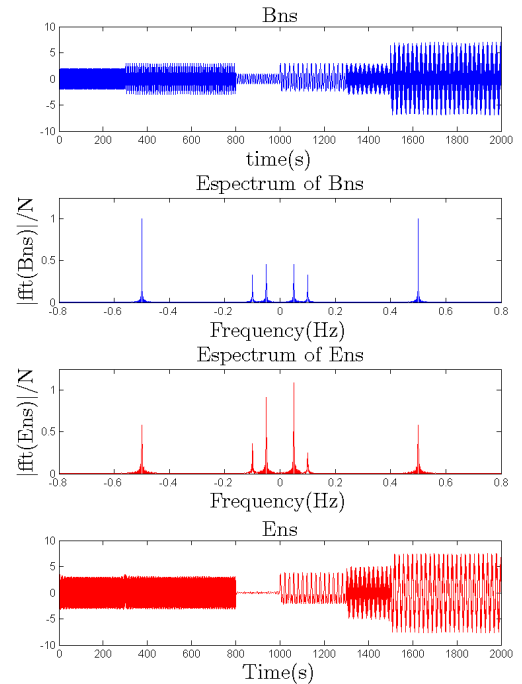 Bns
10
5
0
-5
-10
0 200 400 600 800 1000 1200 1400 1600 1800 2000
time(s)
Espectrum of Bns
|fft(Bns)|/N
1
0.5
0
-0.8 -0.6 -0.4 -0.2 0 0.2 0.4 0.6 0.8
Frequency(Hz)
Espectrum of Ens
|fft(Ens)|/N
1
0.5
0
-0.8 -0.6 -0.4 -0.2 0 0.2 0.4 0.6 0.8
Frequency(Hz)
Ens
10
5
0
-5
-10
0 200 400 600 800 1000 1200 1400 1600 1800 2000
Time(s)